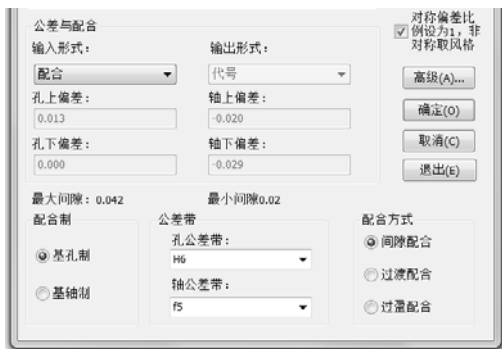 公差与配合
输入形式：
输出形式：
配合
代号
孔上偏差：
轴上偏差：
0.013
-0.020
孔下偏差：
轴下偏差：
0.000
-0.029
最大间隙：0.042
最小间隙0.02
配合制
基孔制
基轴制
公差带
孔公差带：
H6
轴公差带：
f5
配合方式
间隙配合
过渡配合
过盈配合
对称偏差比
例设为1，非
对称取风格
高级(A)...
确定(O)
取消(C)
退出(E)